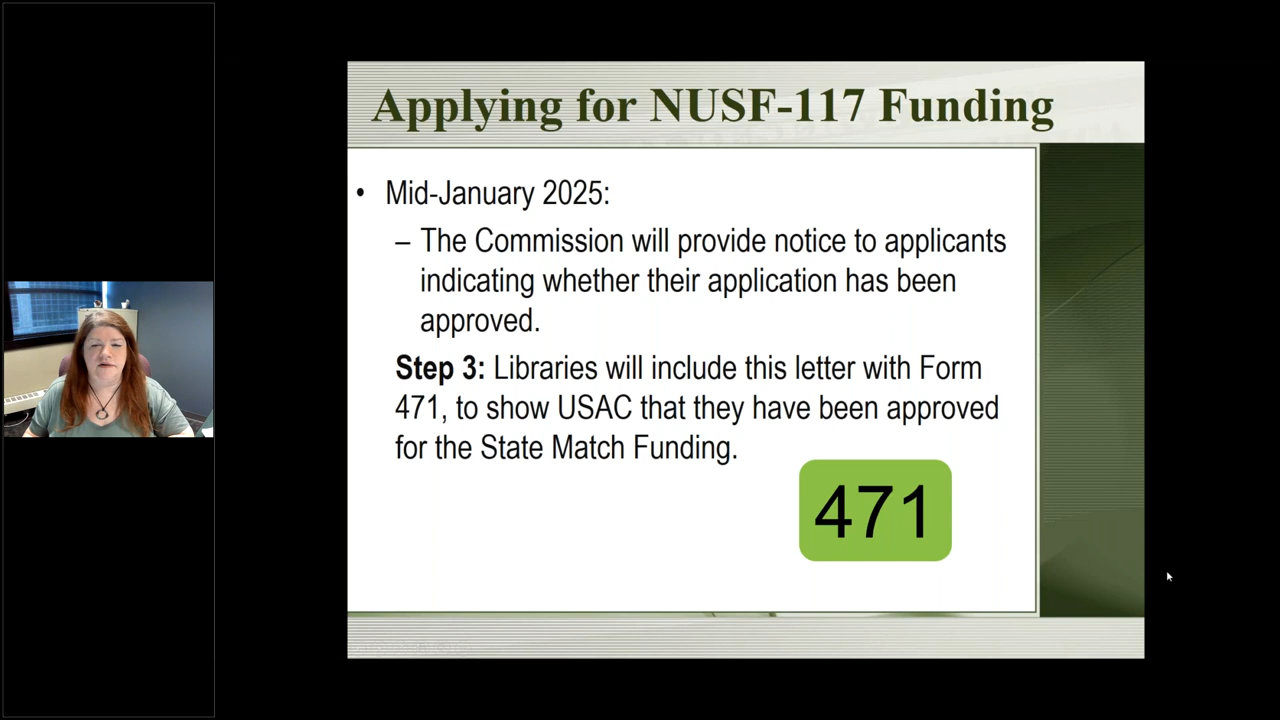 Applying for NUSF-117 Funding
• Mid-January 2025:
– The Commission will provide notice to applicants
indicating whether their application has been
approved.
Step 3: Libraries will include this letter with Form
471, to show USAC that they have been approved
for the State Match Funding.
471